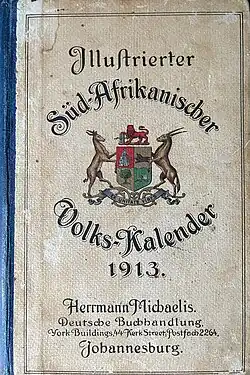 Illustrierter
Süd-Afrikanischer
Volks-Kalender
1913.
Herrmann Michaelis.
Deutsche Buchhandlung,
York Buildings, 44 Kerk Street, Postfach 2264,
Johannesburg.